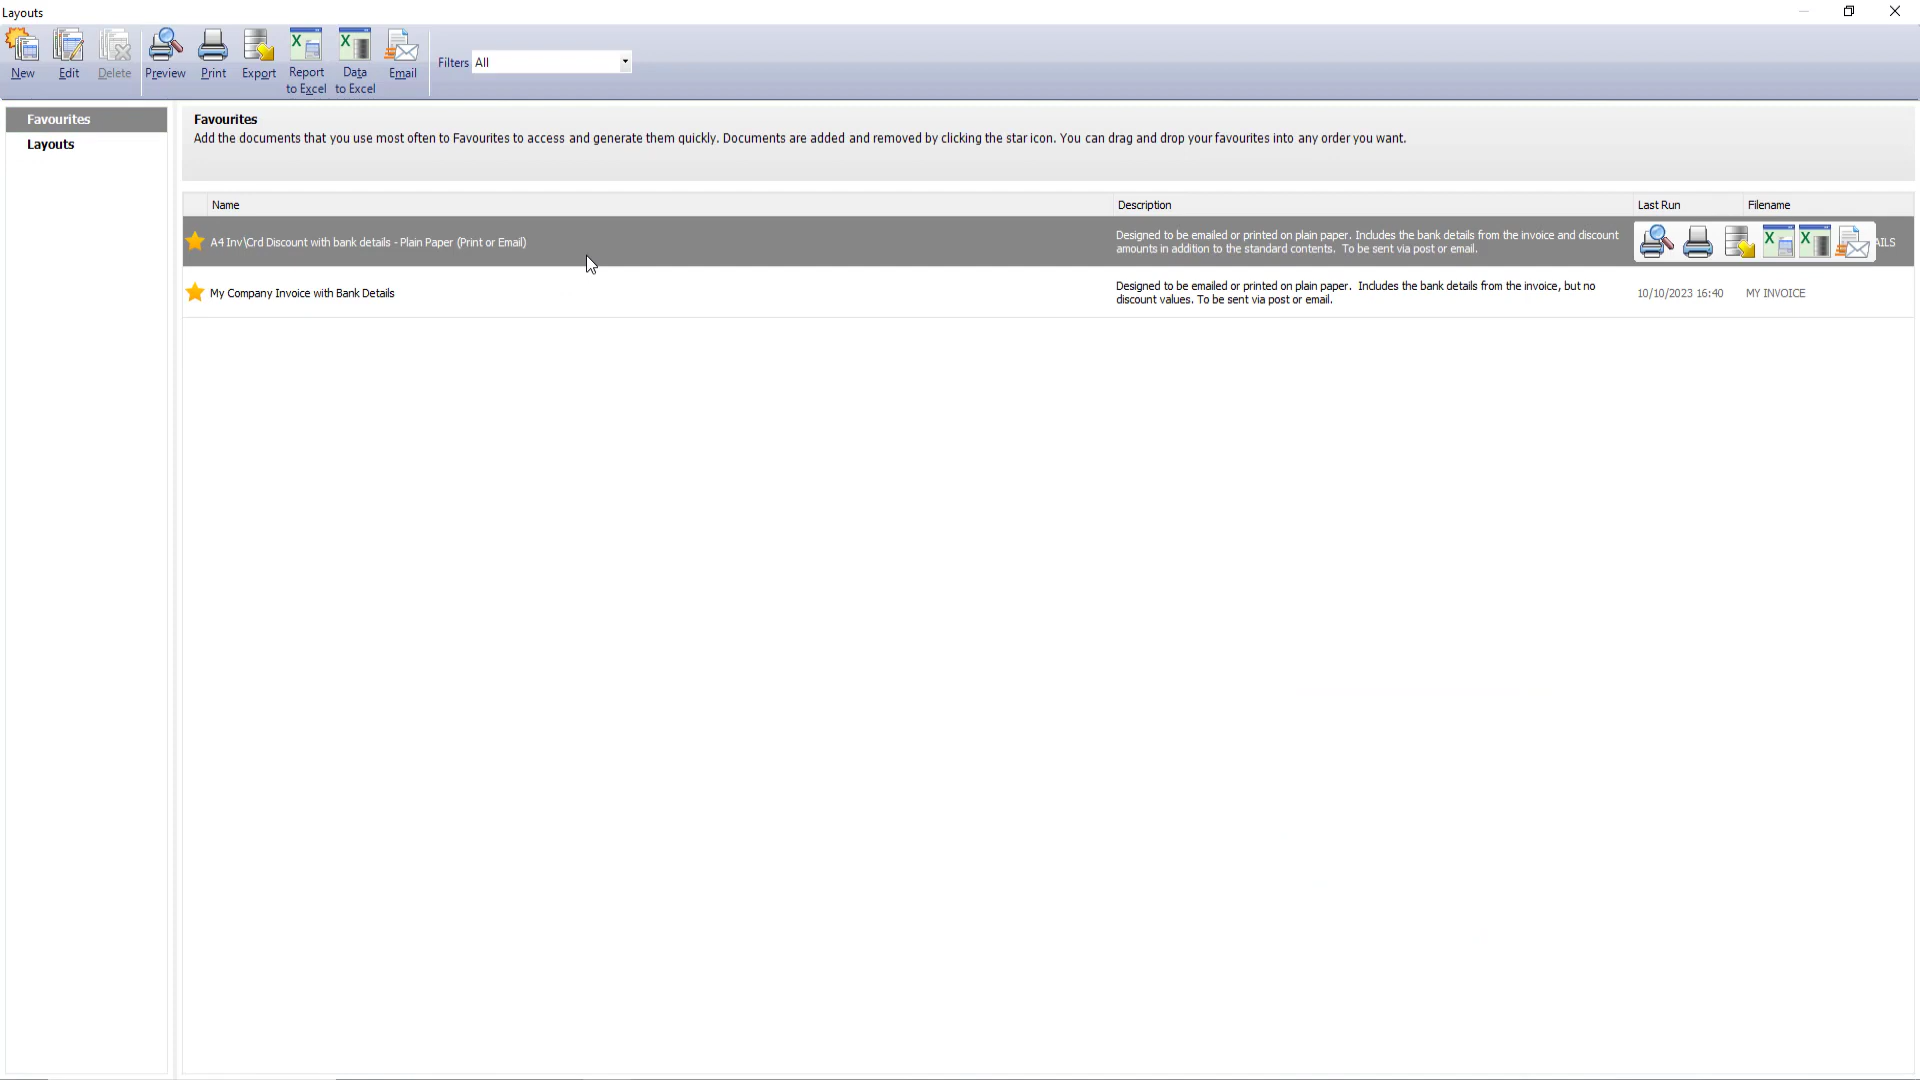 Layouts
New
Edit
Delete
Preview
Print
Export
Report
to Excel
Data
to Excel
Email
Filters All
Favourites
Layouts
Favourites
Add the documents that you use most often to Favourites to access and generate them quickly. Documents are added and removed by clicking the star icon. You can drag and drop your favourites into any order you want.
Name
Description
Last Run
Filename
A4 Inv\Crd Discount with bank details - Plain Paper (Print or Email)
Designed to be emailed or printed on plain paper. Includes the bank details from the invoice and discount
amounts in addition to the standard contents. To be sent via post or email.
AILS
My Company Invoice with Bank Details
Designed to be emailed or printed on plain paper. Includes the bank details from the invoice, but no
discount values. To be sent via post or email.
10/10/2023 16:40
MY INVOICE